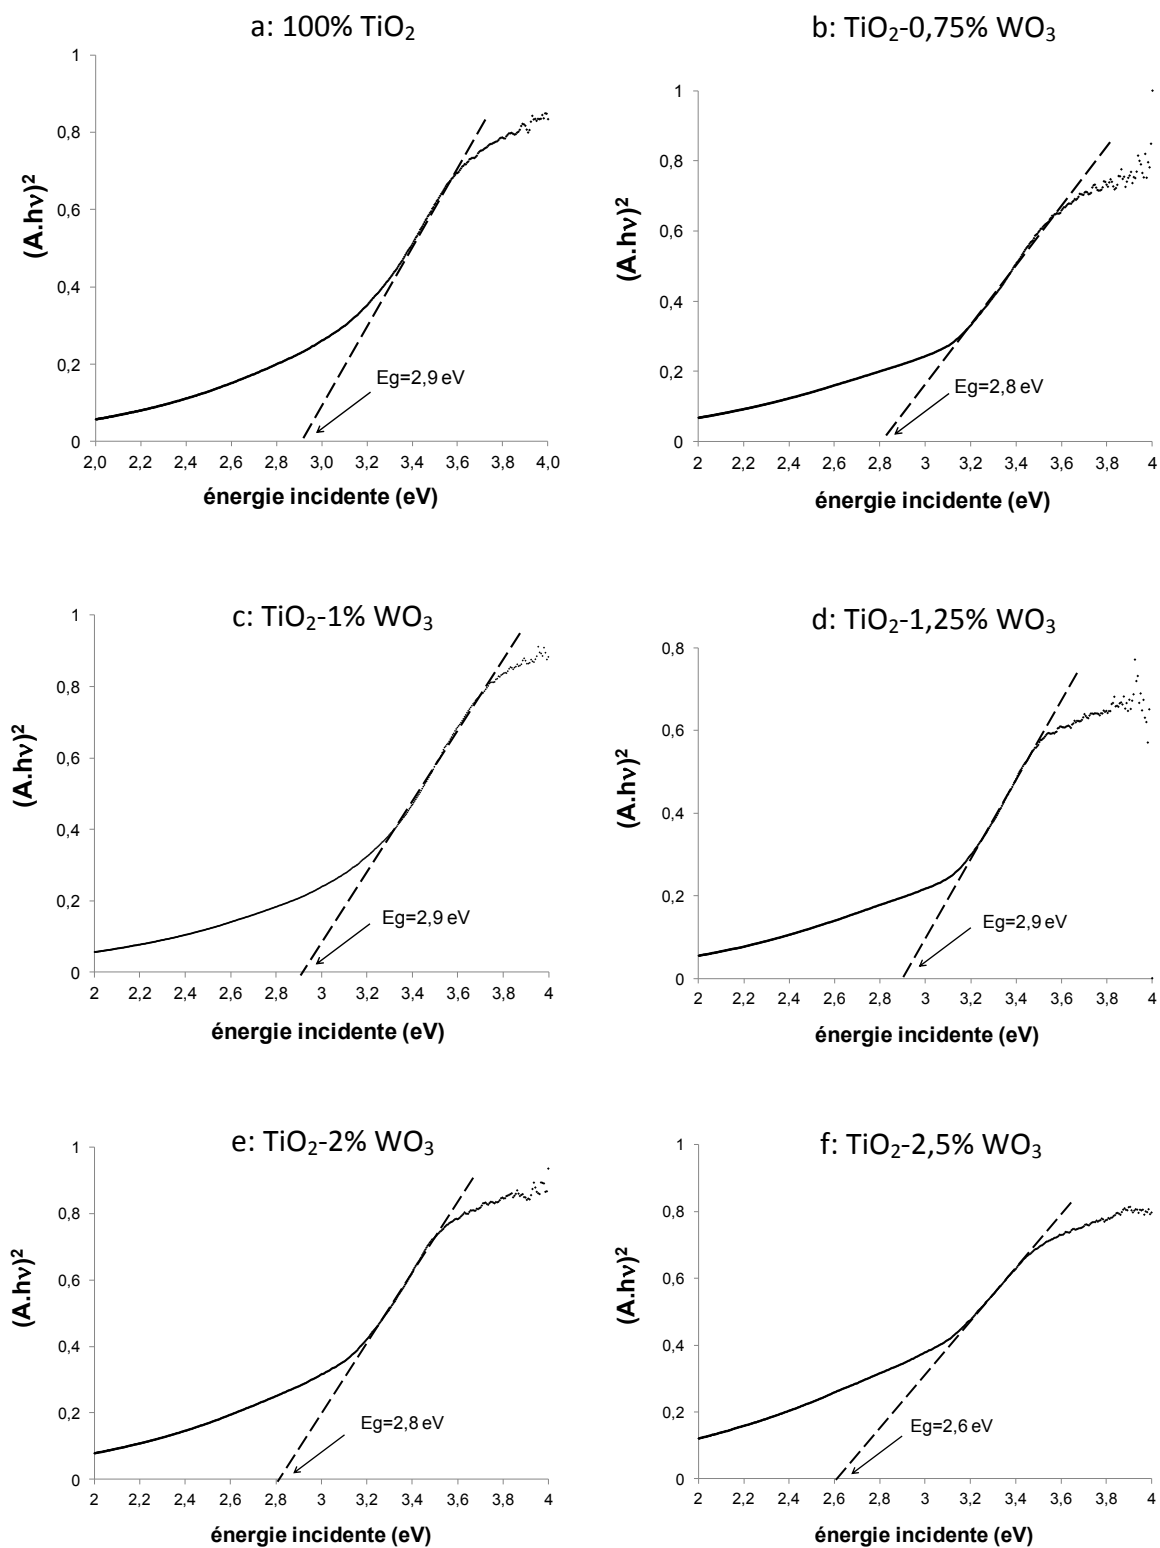 a: 100% TiO₂
1
0,8
0,6
0,4
0,2
0
(A.hν)²
Eg=2,9 eV
2,0 2,2 2,4 2,6 2,8 3,0 3,2 3,4 3,6 3,8 4,0
énergie incidente (eV)
b: TiO₂-0,75% WO₃
1
0,8
0,6
0,4
0,2
0
(A.hν)²
Eg=2,8 eV
2 2,2 2,4 2,6 2,8 3 3,2 3,4 3,6 3,8 4
énergie incidente (eV)
c: TiO₂-1% WO₃
1
0,8
0,6
0,4
0,2
0
(A.hν)²
Eg=2,9 eV
2 2,2 2,4 2,6 2,8 3 3,2 3,4 3,6 3,8 4
énergie incidente (eV)
d: TiO₂-1,25% WO₃
0,8
0,6
0,4
0,2
0
(A.hν)²
Eg=2,9 eV
2 2,2 2,4 2,6 2,8 3 3,2 3,4 3,6 3,8 4
énergie incidente (eV)
e: TiO₂-2% WO₃
1
0,8
0,6
0,4
0,2
0
(A.hν)²
Eg=2,8 eV
2 2,2 2,4 2,6 2,8 3 3,2 3,4 3,6 3,8 4
énergie incidente (eV)
f: TiO₂-2,5% WO₃
1
0,8
0,6
0,4
0,2
0
(A.hν)²
Eg=2,6 eV
2 2,2 2,4 2,6 2,8 3 3,2 3,4 3,6 3,8 4
énergie incidente (eV)